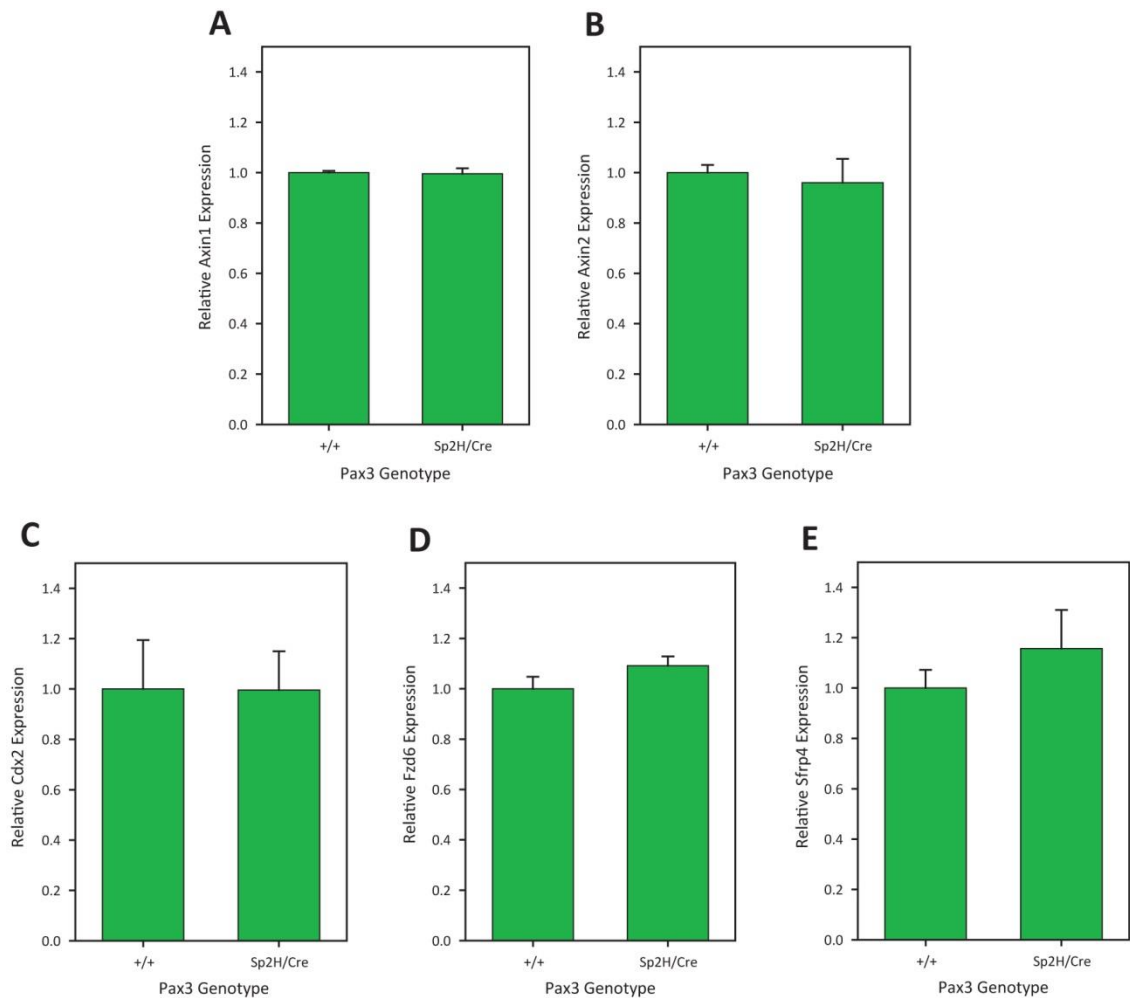 A
Relative Axin1 Expression
1.4
1.2
1.0
0.8
0.6
0.4
0.2
0.0
+/+ Sp2H/Cre
Pax3 Genotype
B
Relative Axin2 Expression
1.4
1.2
1.0
0.8
0.6
0.4
0.2
0.0
+/+ Sp2H/Cre
Pax3 Genotype
C
Relative Cdx2 Expression
1.4
1.2
1.0
0.8
0.6
0.4
0.2
0.0
+/+ Sp2H/Cre
Pax3 Genotype
D
Relative Fzd6 Expression
1.4
1.2
1.0
0.8
0.6
0.4
0.2
0.0
+/+ Sp2H/Cre
Pax3 Genotype
E
Relative Sfrp4 Expression
1.4
1.2
1.0
0.8
0.6
0.4
0.2
0.0
+/+ Sp2H/Cre
Pax3 Genotype